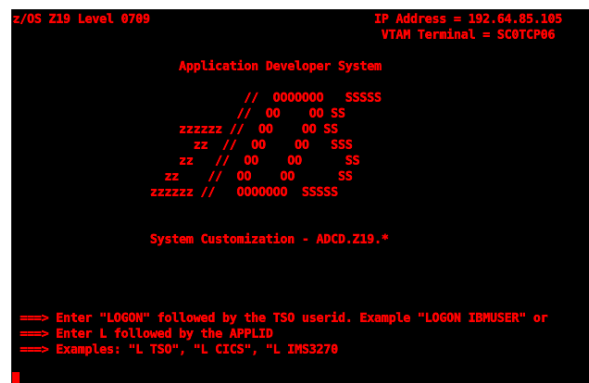 z/OS Z19 Level 0709 IP Address = 192.64.85.105
VTAM Terminal = SC0TCP06
Application Developer System
// OOOOOOO SSSSS
// OO OO SS
zzzzzz // OO OO SS
zz // OO OO SSS
zz // OO OO SS
zz // OO OO SS
zzzzzz // OOOOOOO SSSSS
System Customization - ADCD.Z19.*
===> Enter "LOGON" followed by the TSO userid. Example "LOGON IBMUSER" or
===> Enter L followed by the APPLID
===> Examples: "L TSO", "L CICS", "L IMS3270